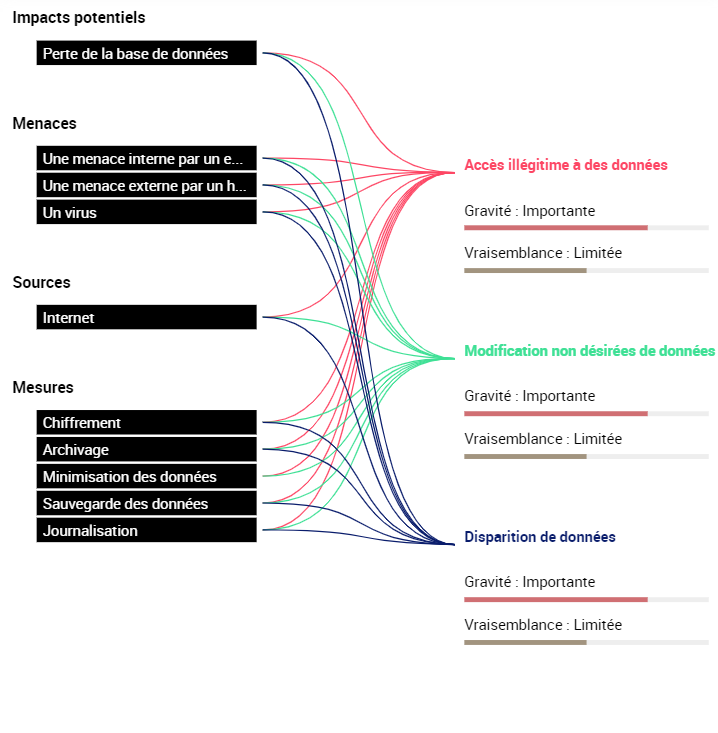 Impacts potentiels
Perte de la base de données
Menaces
Une menace interne par un e...
Une menace externe par un h...
Un virus
Sources
Internet
Mesures
Chiffrement
Archivage
Minimisation des données
Sauvegarde des données
Journalisation
Accès illégitime à des données
Gravité : Importante
Vraisemblance : Limitée
Modification non désirées de données
Gravité : Importante
Vraisemblance : Limitée
Disparition de données
Gravité : Importante
Vraisemblance : Limitée